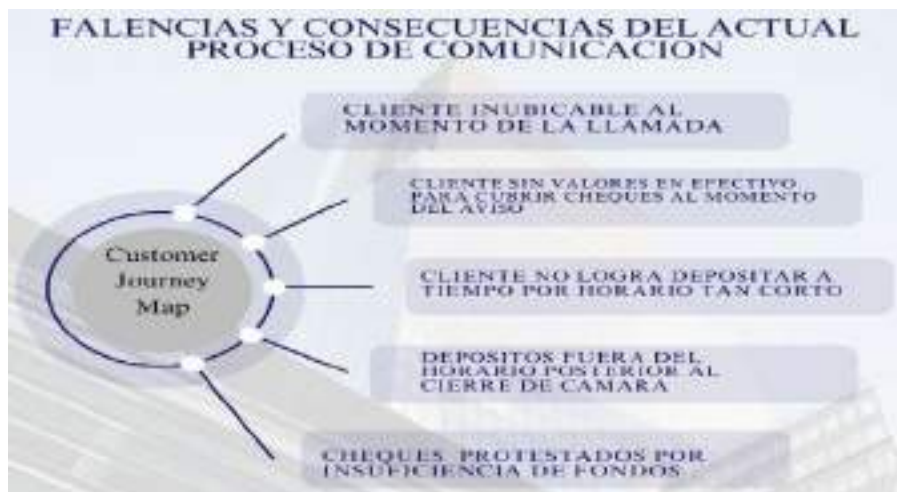 FALENCIAS Y CONSECUENCIAS DEL ACTUAL
PROCESO DE COMUNICACION
CLIENTE INUBICABLE AL
MOMENTO DE LA LLAMADA
CLIENTE SIN VALORES EN EFECTIVO
PARA CUBRIR CHEQUES AL MOMENTO
DEL AVISO
Customer
Journey
Map
CLIENTE NO LOGRA DEPOSITAR A
TIEMPO POR HORARIO TAN CORTO
DEPOSITOS FUERA DEL
HORARIO POSTERIOR AL
CIERRE DE CAMARA
CHEQUES PROTESTADOS POR
INSUFICIENCIA DE FONDOS